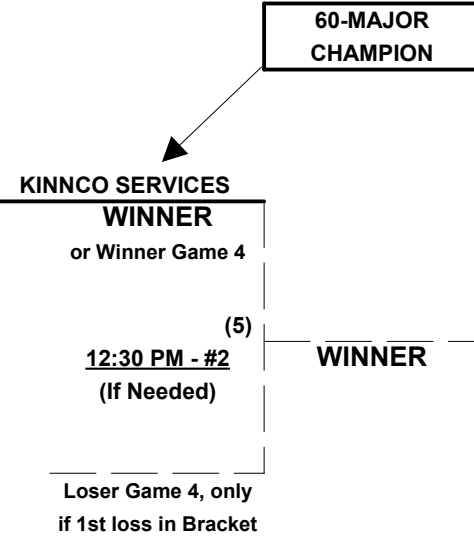 60-MAJOR
CHAMPION
KINNCO SERVICES
WINNER
or Winner Game 4
(5)
12:30 PM - #2
WINNER
(If Needed)
Loser Game 4, only
if 1st loss in Bracket